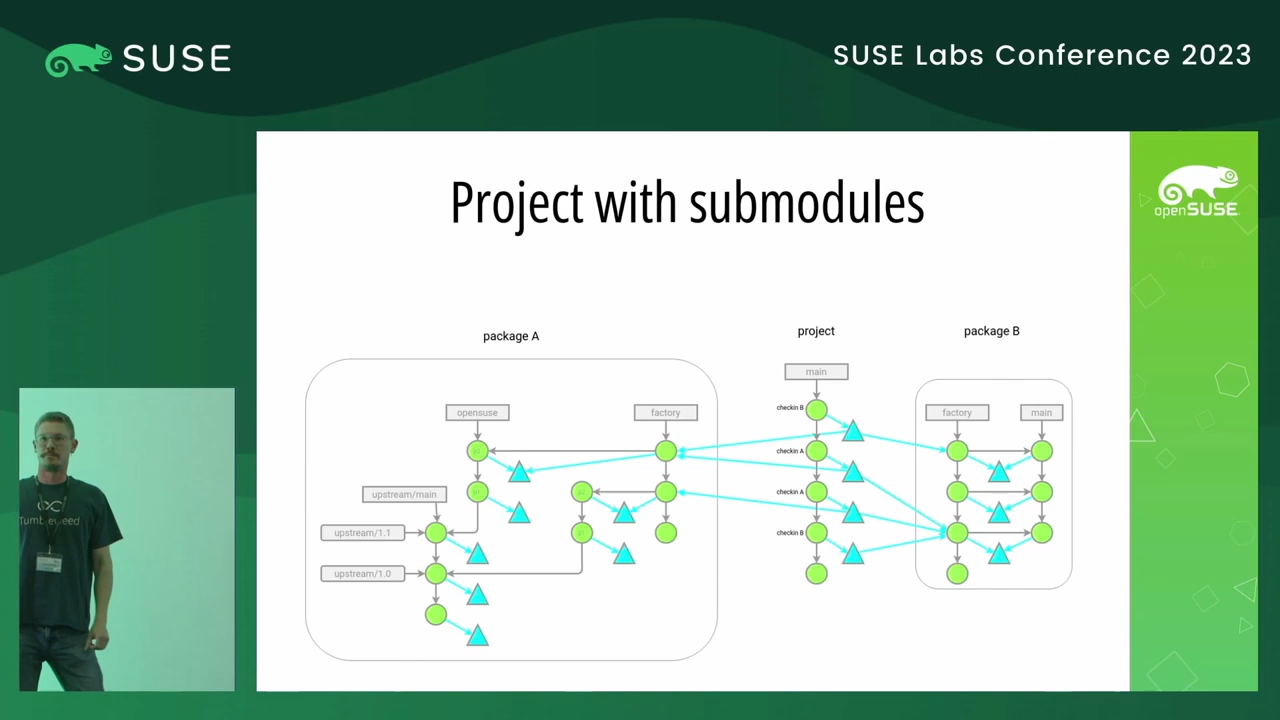 SUSE
SUSE Labs Conference 2023
Project with submodules
openSUSE
package A
project
package B
main
opensuse
factory
checkin B
factory
main
checkin A
upstream/main
checkin A
upstream/1.1
checkin B
upstream/1.0
Tumbleweed